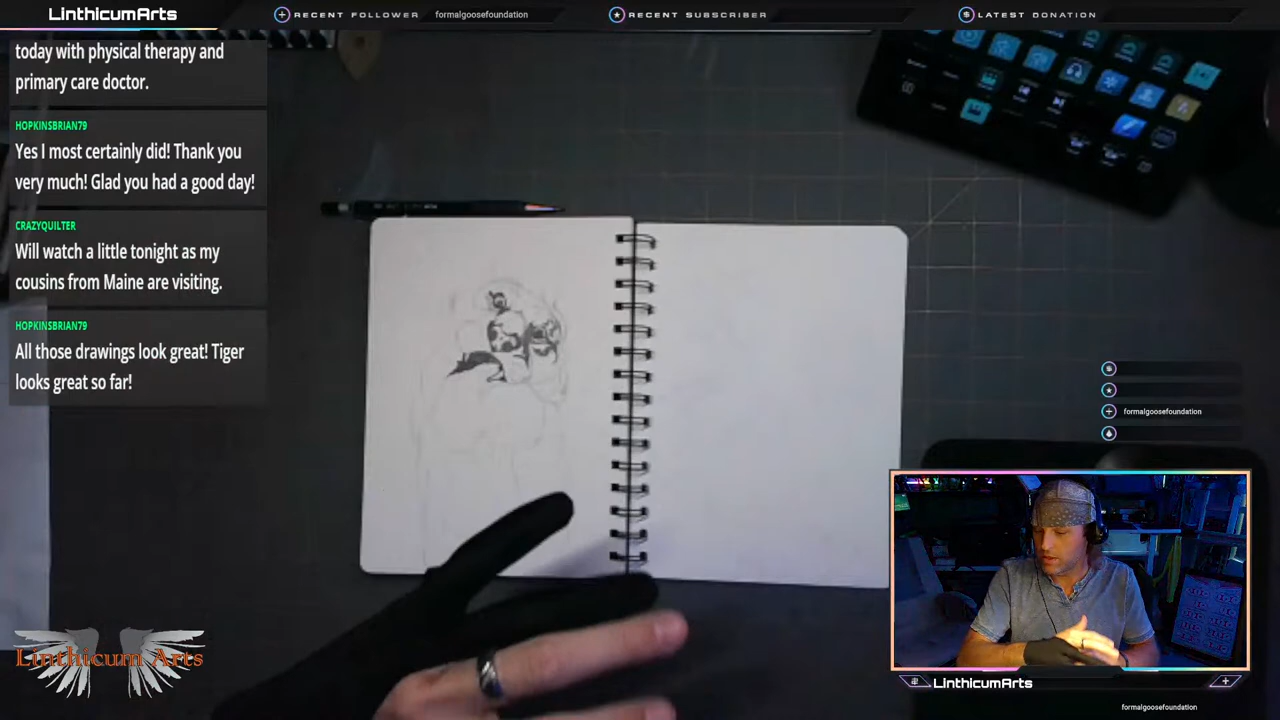 LinthicumArts
RECENT FOLLOWER formalgoosefoundation
RECENT SUBSCRIBER
LATEST DONATION
today with physical therapy and
primary care doctor.
HOPKINSBRIAN79
Yes I most certainly did! Thank you
very much! Glad you had a good day!
CRAZYQUILTER
Will watch a little tonight as my
cousins from Maine are visiting.
HOPKINSBRIAN79
All those drawings look great! Tiger
looks great so far!
formalgoosefoundation
Linthicum Arts
LinthicumArts
formalgoosefoundation